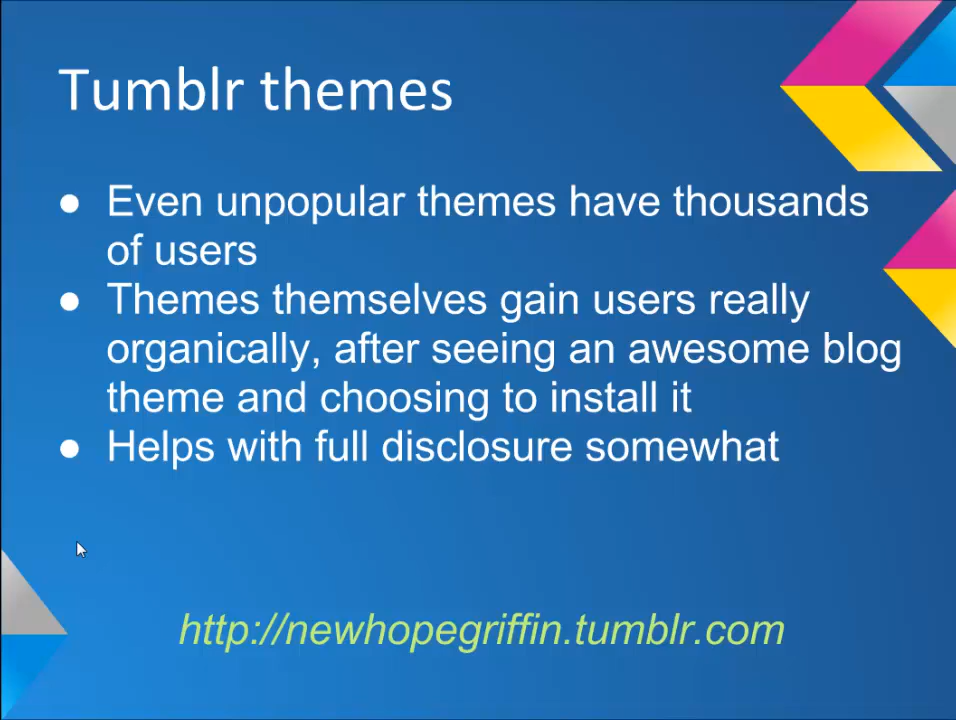 Tumblr themes
● Even unpopular themes have thousands
of users
● Themes themselves gain users really
organically, after seeing an awesome blog
theme and choosing to install it
● Helps with full disclosure somewhat
http://newhopegriffin.tumblr.com